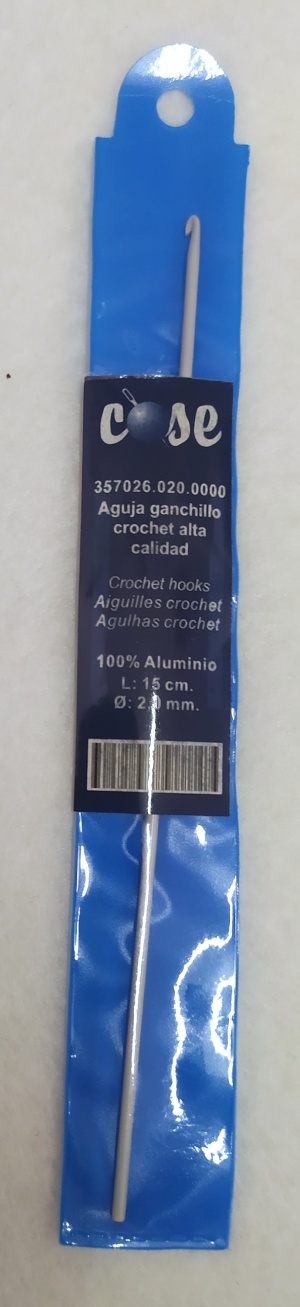 cose
357026.020.0000
Aguja ganchillo
crochet alta
calidad
Crochet hooks
Aiguilles crochet
Agulhas crochet
100% Aluminio
L: 15 cm.
Ø: 2,0 mm.